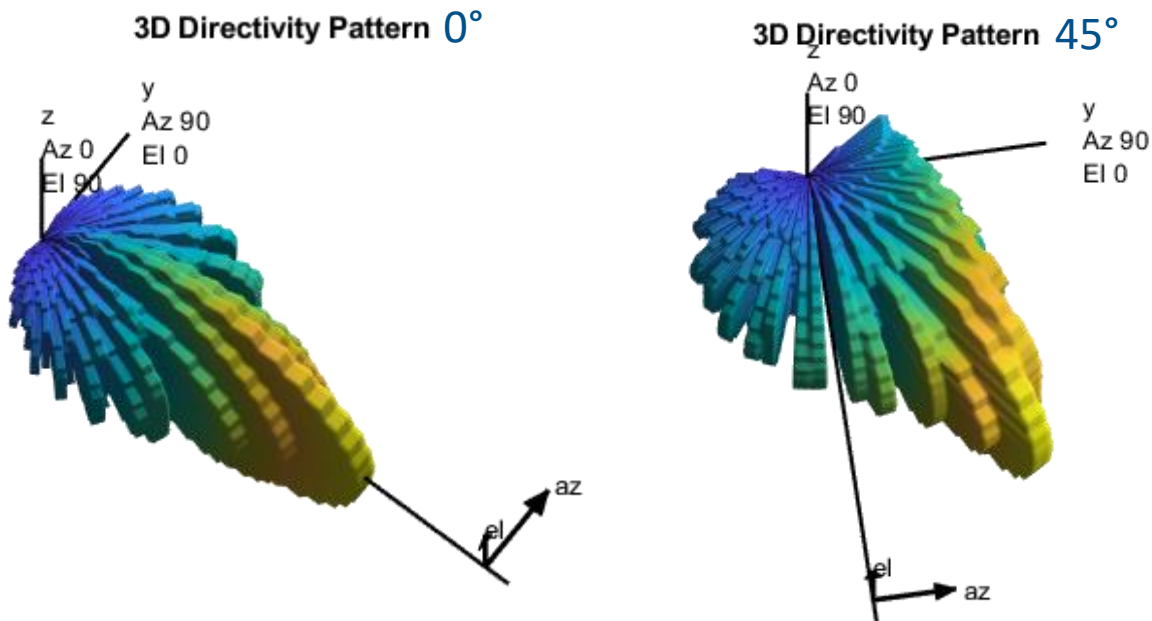 3D Directivity Pattern 0°
y
Az 90
El 0
z
Az 0
El 90
az
el
3D Directivity Pattern 45°
z
Az 0
El 90
y
Az 90
El 0
el
az